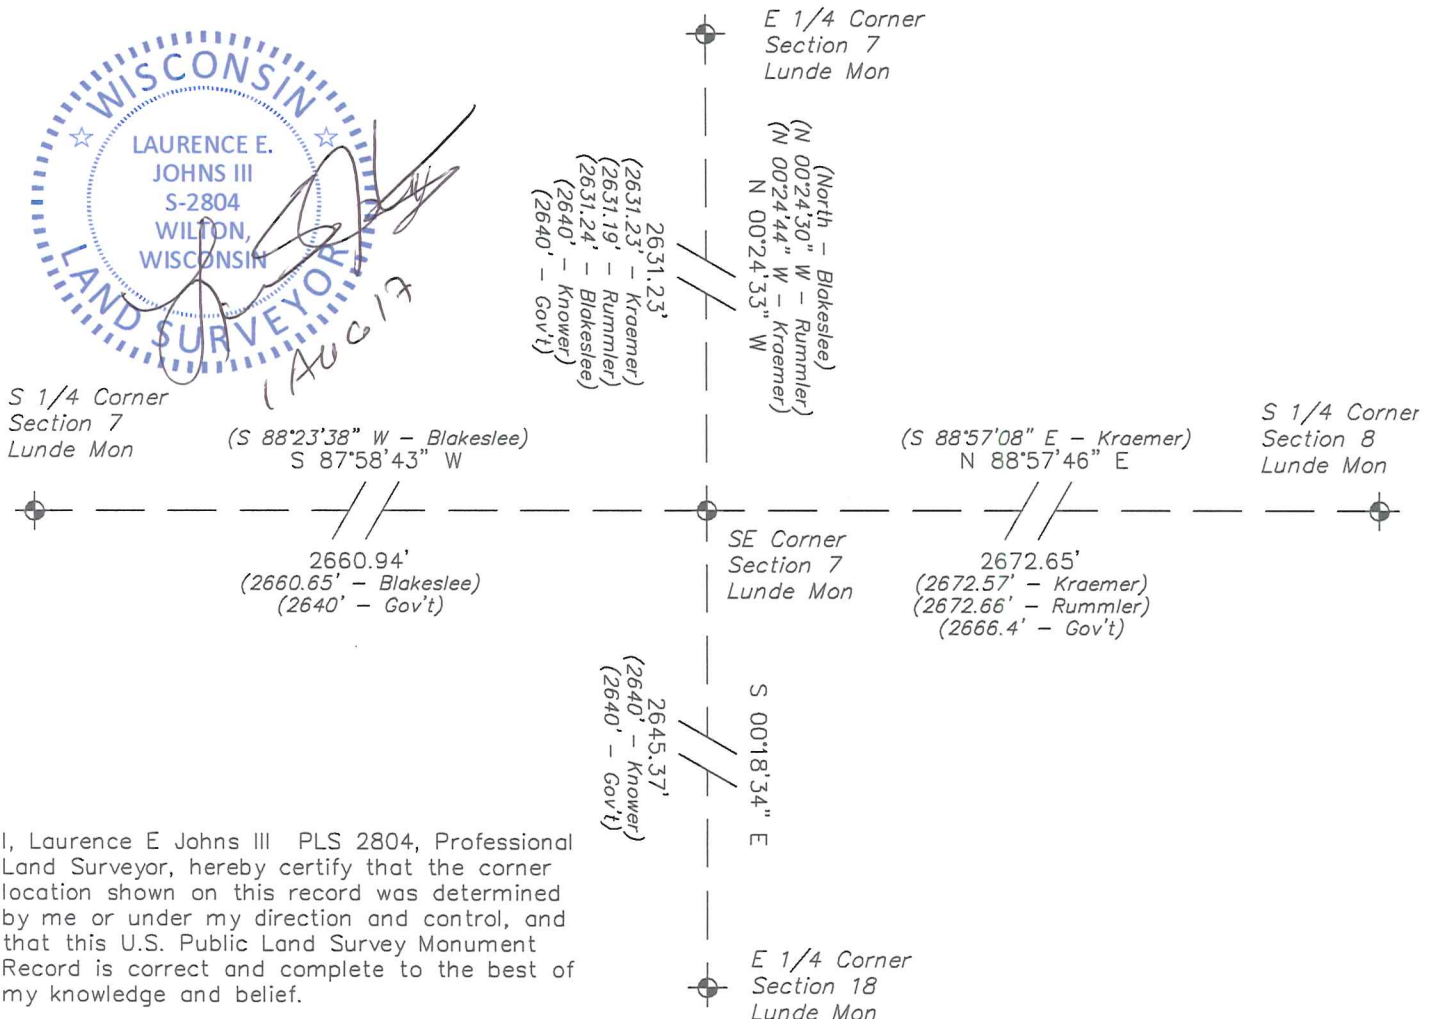 E 1/4 Corner
Section 7
Lunde Mon
WISCONSIN
LAURENCE E.
JOHNS III
S-2804
WILTON,
WISCONSIN
LAND SURVEYOR
1 AUG 17
(North – Blakeslee)
(N 00°24'30" W – Rummler)
(N 00°24'44" W – Kraemer)
N 00°24'33" W
2631.23'
(2631.23' – Kraemer)
(2631.19' – Rummler)
(2631.24' – Blakeslee)
(2640' – Knower)
(2640' – Gov't)
S 1/4 Corner
Section 7
Lunde Mon
(S 88°23'38" W – Blakeslee)
S 87°58'43" W
(S 88°57'08" E – Kraemer)
N 88°57'46" E
S 1/4 Corner
Section 8
Lunde Mon
2660.94'
(2660.65' – Blakeslee)
(2640' – Gov't)
SE Corner
Section 7
Lunde Mon
2672.65'
(2672.57' – Kraemer)
(2672.66' – Rummler)
(2666.4' – Gov't)
2645.37'
(2640' – Knower)
(2640' – Gov't)
S 00°18'34" E
I, Laurence E Johns III PLS 2804, Professional
Land Surveyor, hereby certify that the corner
location shown on this record was determined
by me or under my direction and control, and
that this U.S. Public Land Survey Monument
Record is correct and complete to the best of
my knowledge and belief.
E 1/4 Corner
Section 18
Lunde Mon